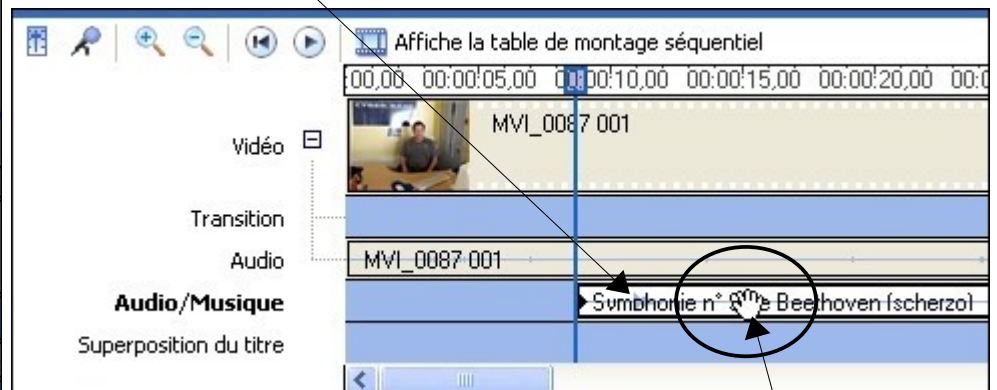 Affiche la table de montage séquentiel
00,00 00:00:05,00 00:00:10,00 00:00:15,00 00:00:20,00
Vidéo
MVI_0087 001
Transition
Audio
MVI_0087 001
Audio/Musique
Symphonie n° Beethoven (scherzo)
Superposition du titre